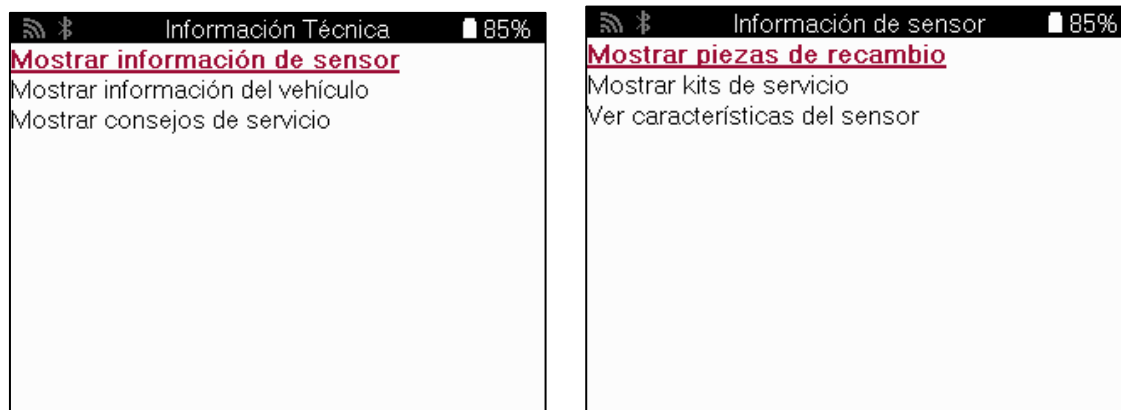 Información Técnica 85%
Mostrar información de sensor
Mostrar información del vehículo
Mostrar consejos de servicio
Información de sensor 85%
Mostrar piezas de recambio
Mostrar kits de servicio
Ver características del sensor